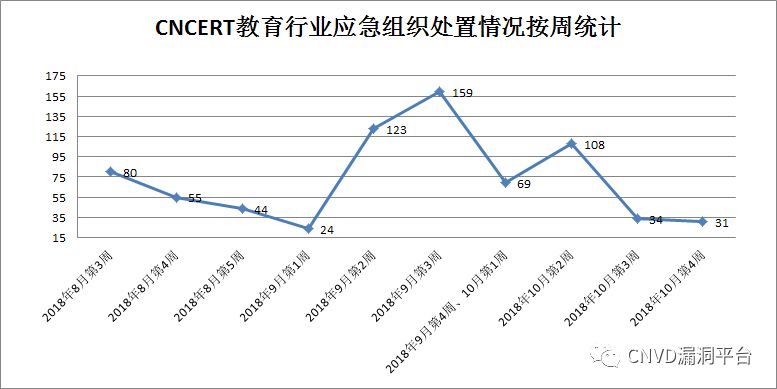 CNCERT教育行业应急组织处置情况按周统计
175
155
135
115
95
75
55
35
15
80
55
44
24
123
159
69
108
34
31
2018年8月第3周
2018年8月第4周
2018年8月第5周
2018年9月第1周
2018年9月第2周
2018年9月第3周
2018年9月第4周、10月第1周
2018年10月第2周
2018年10月第3周
2018年10月第4周
CNVD漏洞平台